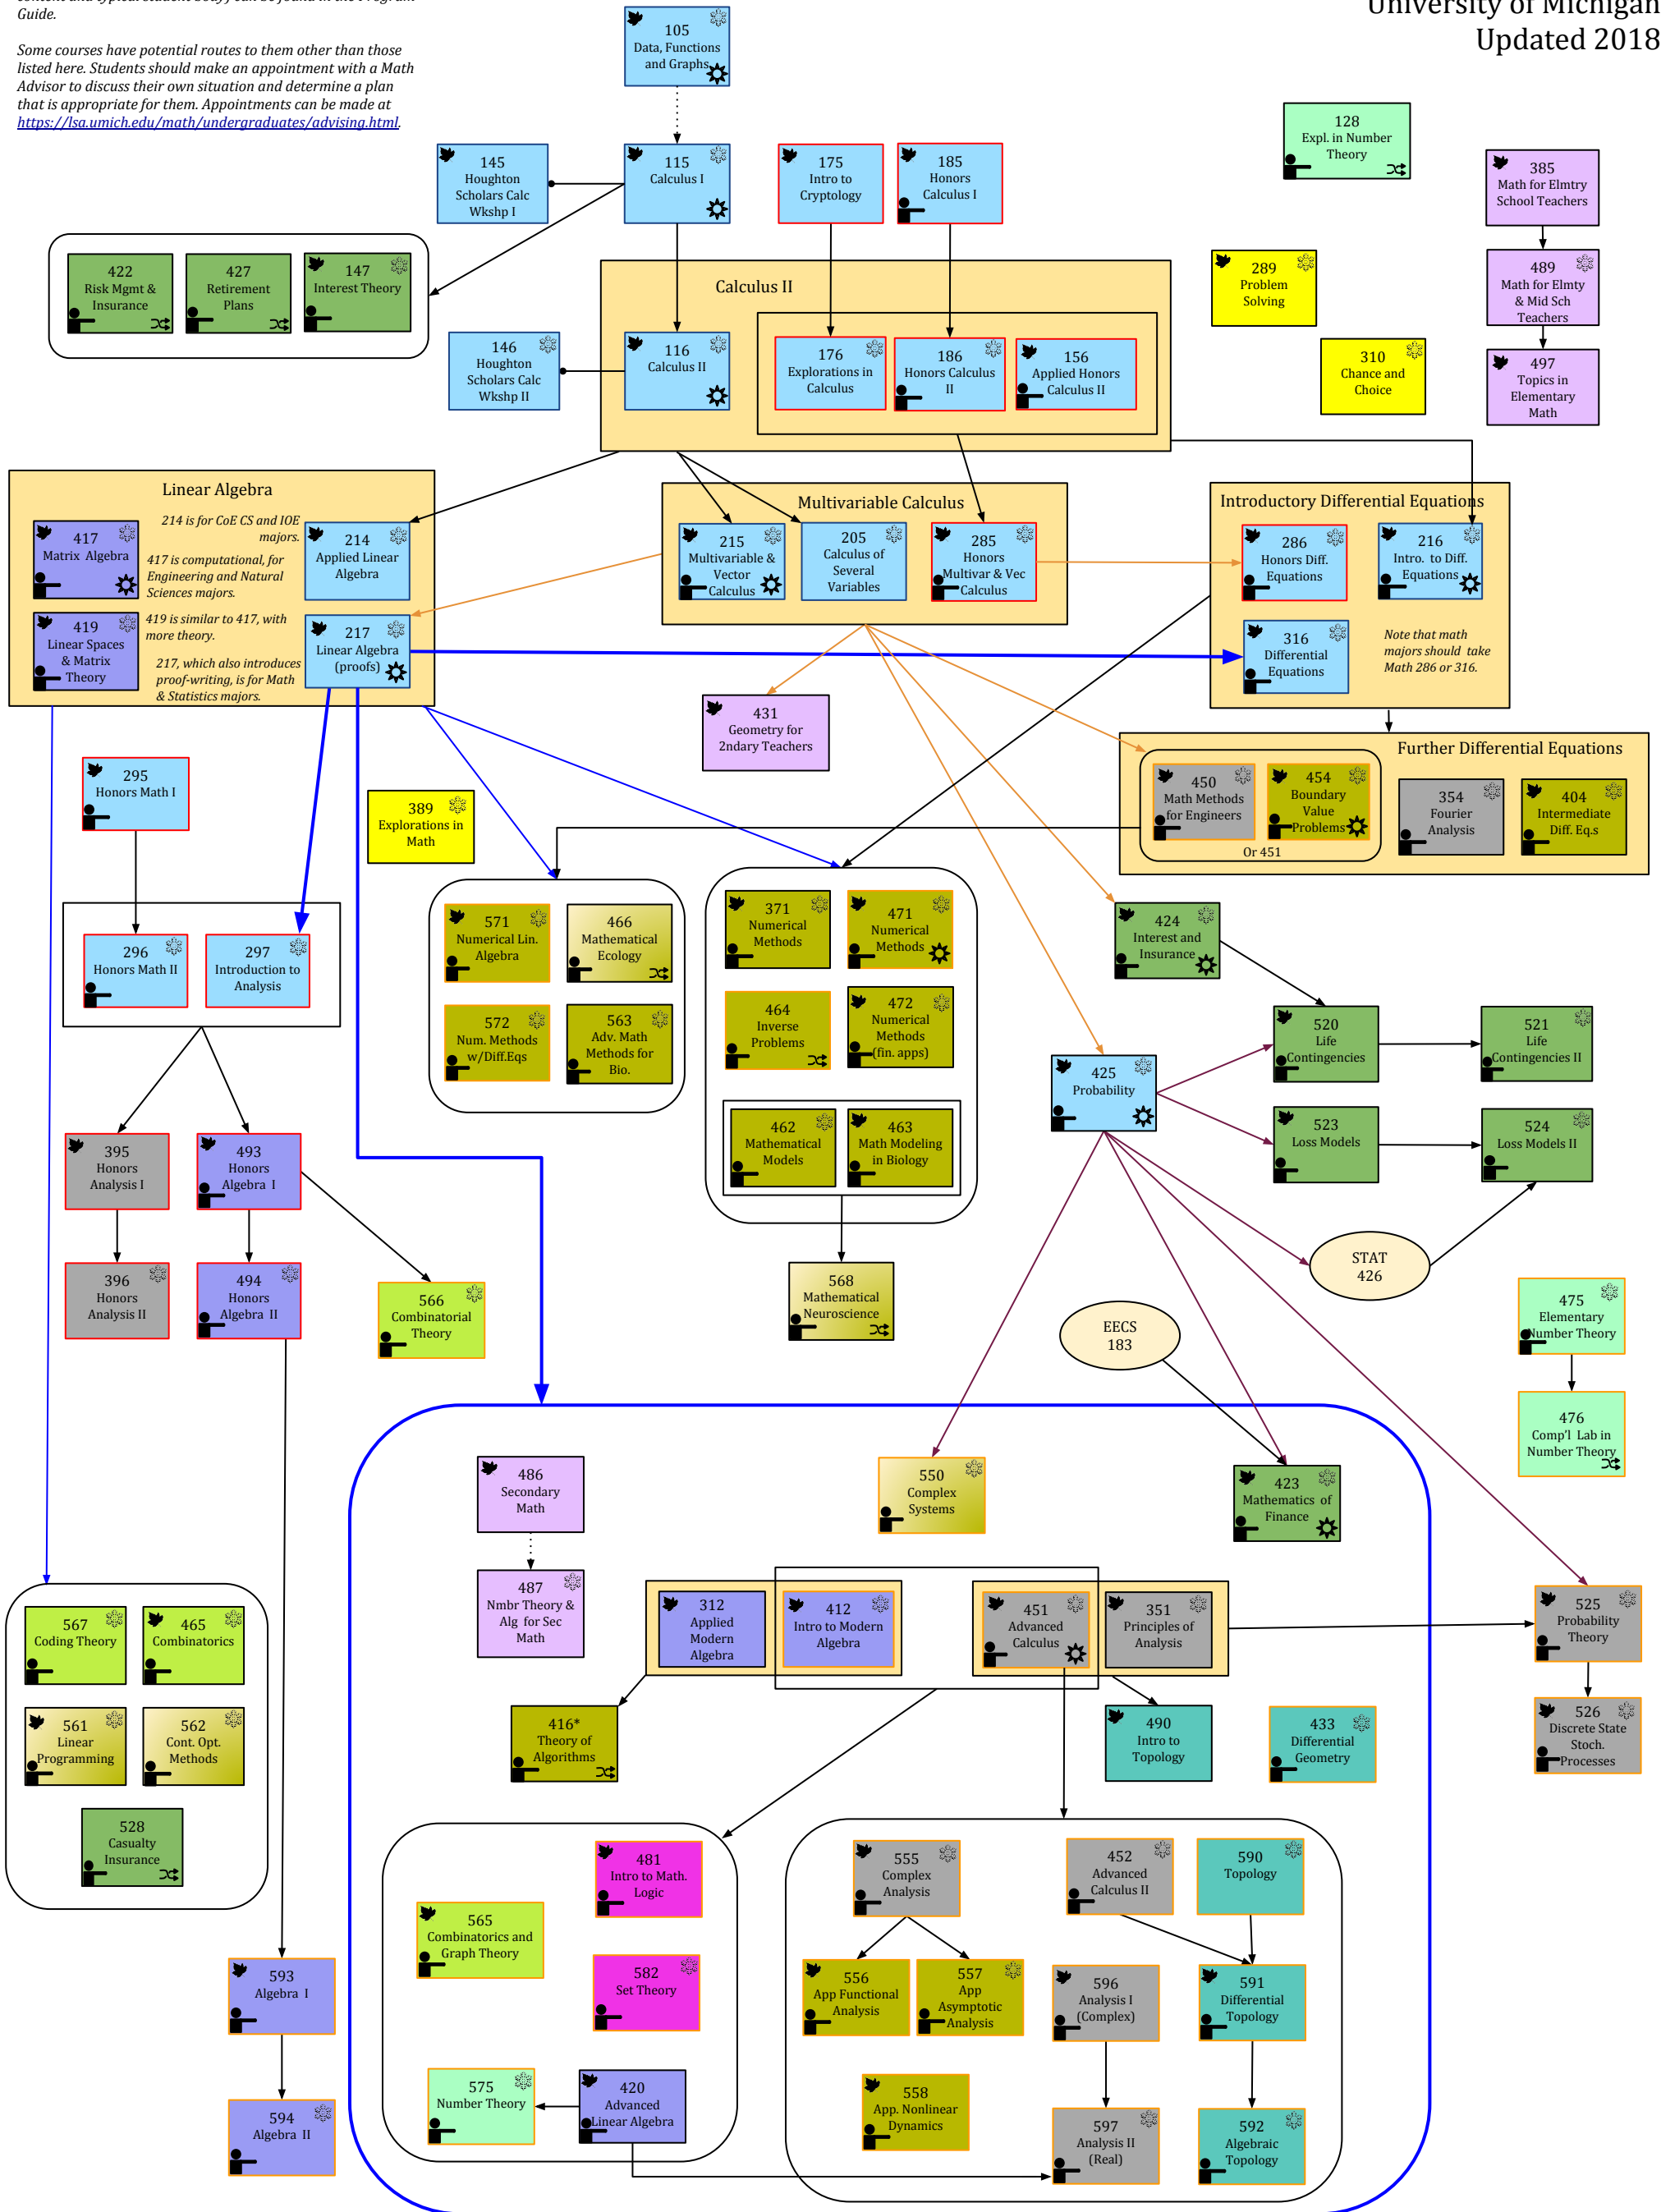 Guide.
Some courses have potential routes to them other than those
listed here. Students should make an appointment with a Math
Advisor to discuss their own situation and determine a plan
that is appropriate for them. Appointments can be made at
https://lsa.umich.edu/math/undergraduates/advising.html.
University of Michigan
Updated 2018
105
Data, Functions
and Graphs
128
Expl. in Number
Theory
145
Houghton
Scholars Calc
Wkshp I
115
Calculus I
175
Intro to
Cryptology
185
Honors
Calculus I
385
Math for Elmtry
School Teachers
422
Risk Mgmt &
Insurance
427
Retirement
Plans
147
Interest Theory
289
Problem
Solving
489
Math for Elmty
& Mid Sch
Teachers
Calculus II
146
Houghton
Scholars Calc
Wkshp II
116
Calculus II
176
Explorations in
Calculus
186
Honors Calculus
II
156
Applied Honors
Calculus II
310
Chance and
Choice
497
Topics in
Elementary
Math
Linear Algebra
417
Matrix Algebra
214 is for CoE CS and IOE
majors.
417 is computational, for
Engineering and Natural
Sciences majors.
214
Applied Linear
Algebra
419
Linear Spaces
& Matrix
Theory
419 is similar to 417, with
more theory.
217, which also introduces
proof-writing, is for Math
& Statistics majors.
217
Linear Algebra
(proofs)
Multivariable Calculus
215
Multivariable &
Vector
Calculus
205
Calculus of
Several
Variables
285
Honors
Multivar & Vec
Calculus
Introductory Differential Equations
286
Honors Diff.
Equations
216
Intro. to Diff.
Equations
316
Differential
Equations
Note that math
majors should take
Math 286 or 316.
431
Geometry for
2ndary Teachers
Further Differential Equations
450
Math Methods
for Engineers
454
Boundary
Value
Problems
Or 451
354
Fourier
Analysis
404
Intermediate
Diff. Eq.s
295
Honors Math I
389
Explorations in
Math
296
Honors Math II
297
Introduction to
Analysis
571
Numerical Lin.
Algebra
466
Mathematical
Ecology
572
Num. Methods
w/Diff.Eqs
563
Adv. Math
Methods for
Bio.
371
Numerical
Methods
471
Numerical
Methods
464
Inverse
Problems
472
Numerical
Methods
(fin. apps)
462
Mathematical
Models
463
Math Modeling
in Biology
424
Interest and
Insurance
520
Life
Contingencies
521
Life
Contingencies II
425
Probability
523
Loss Models
524
Loss Models II
395
Honors
Analysis I
493
Honors
Algebra I
396
Honors
Analysis II
494
Honors
Algebra II
566
Combinatorial
Theory
568
Mathematical
Neuroscience
STAT
426
EECS
183
475
Elementary
Number Theory
476
Comp'l Lab in
Number Theory
486
Secondary
Math
550
Complex
Systems
423
Mathematics of
Finance
487
Nmbr Theory &
Alg for Sec
Math
312
Applied
Modern
Algebra
412
Intro to Modern
Algebra
451
Advanced
Calculus
351
Principles of
Analysis
525
Probability
Theory
567
Coding Theory
465
Combinatorics
561
Linear
Programming
562
Cont. Opt.
Methods
528
Casualty
Insurance
416*
Theory of
Algorithms
490
Intro to
Topology
433
Differential
Geometry
526
Discrete State
Stoch.
Processes
481
Intro to Math.
Logic
565
Combinatorics and
Graph Theory
582
Set Theory
575
Number Theory
420
Advanced
Linear Algebra
555
Complex
Analysis
452
Advanced
Calculus II
590
Topology
556
App Functional
Analysis
557
App
Asymptotic
Analysis
596
Analysis I
(Complex)
591
Differential
Topology
558
App. Nonlinear
Dynamics
597
Analysis II
(Real)
592
Algebraic
Topology
593
Algebra I
594
Algebra II